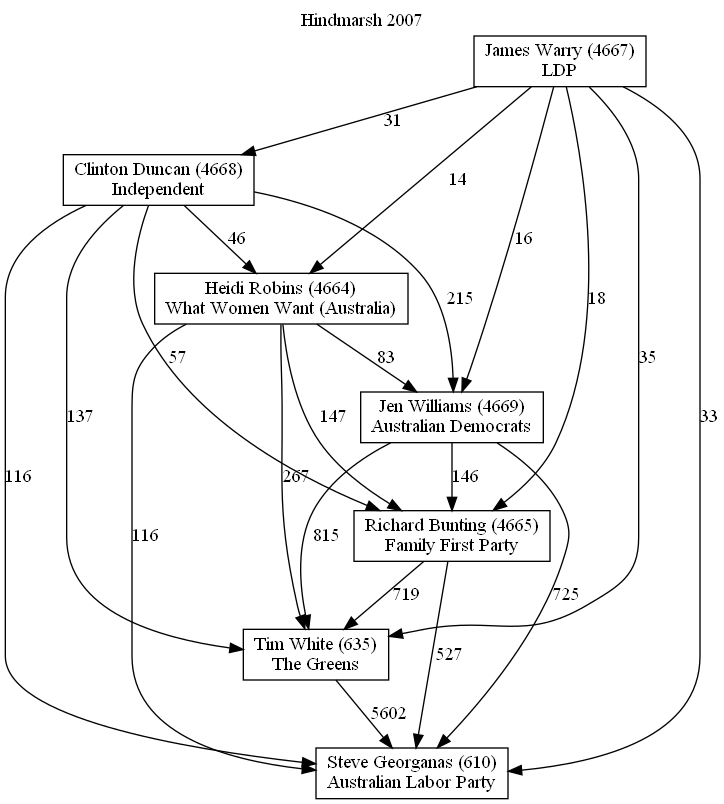 Hindmarsh 2007
James Warry (4667)
LDP
31
Clinton Duncan (4668)
Independent
14
46
16
Heidi Robins (4664)
What Women Want (Australia)
215
18
57
83
35
Jen Williams (4669)
Australian Democrats
137
147
33
116
267
146
116
Richard Bunting (4665)
Family First Party
815
719
725
Tim White (635)
The Greens
527
5602
Steve Georganas (610)
Australian Labor Party